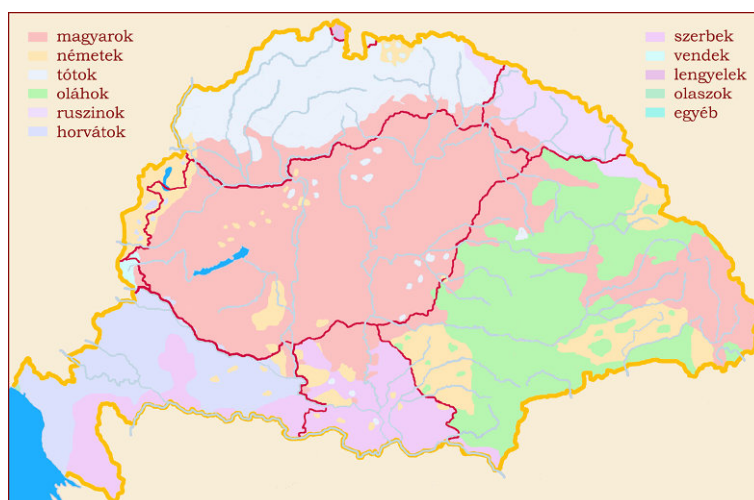 magyarok
németek
tótok
oláhok
ruszinok
horvátok
szerbek
vendek
lengyelek
olaszok
egyéb